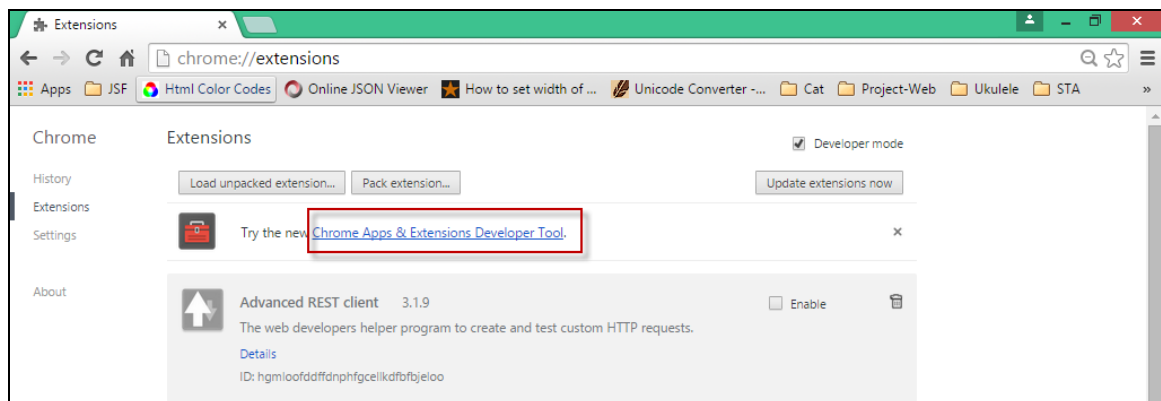 Extensions
chrome://extensions
Apps JSF Html Color Codes Online JSON Viewer How to set width of ... Unicode Converter -... Cat Project-Web Ukulele STA »
Chrome Extensions Developer mode
History Load unpacked extension... Pack extension... Update extensions now
Extensions
Settings Try the new Chrome Apps & Extensions Developer Tool.
About
Advanced REST client 3.1.9 Enable
The web developers helper program to create and test custom HTTP requests.
Details
ID: hgmloofddffdnphfgcellkdfbfbjeloo